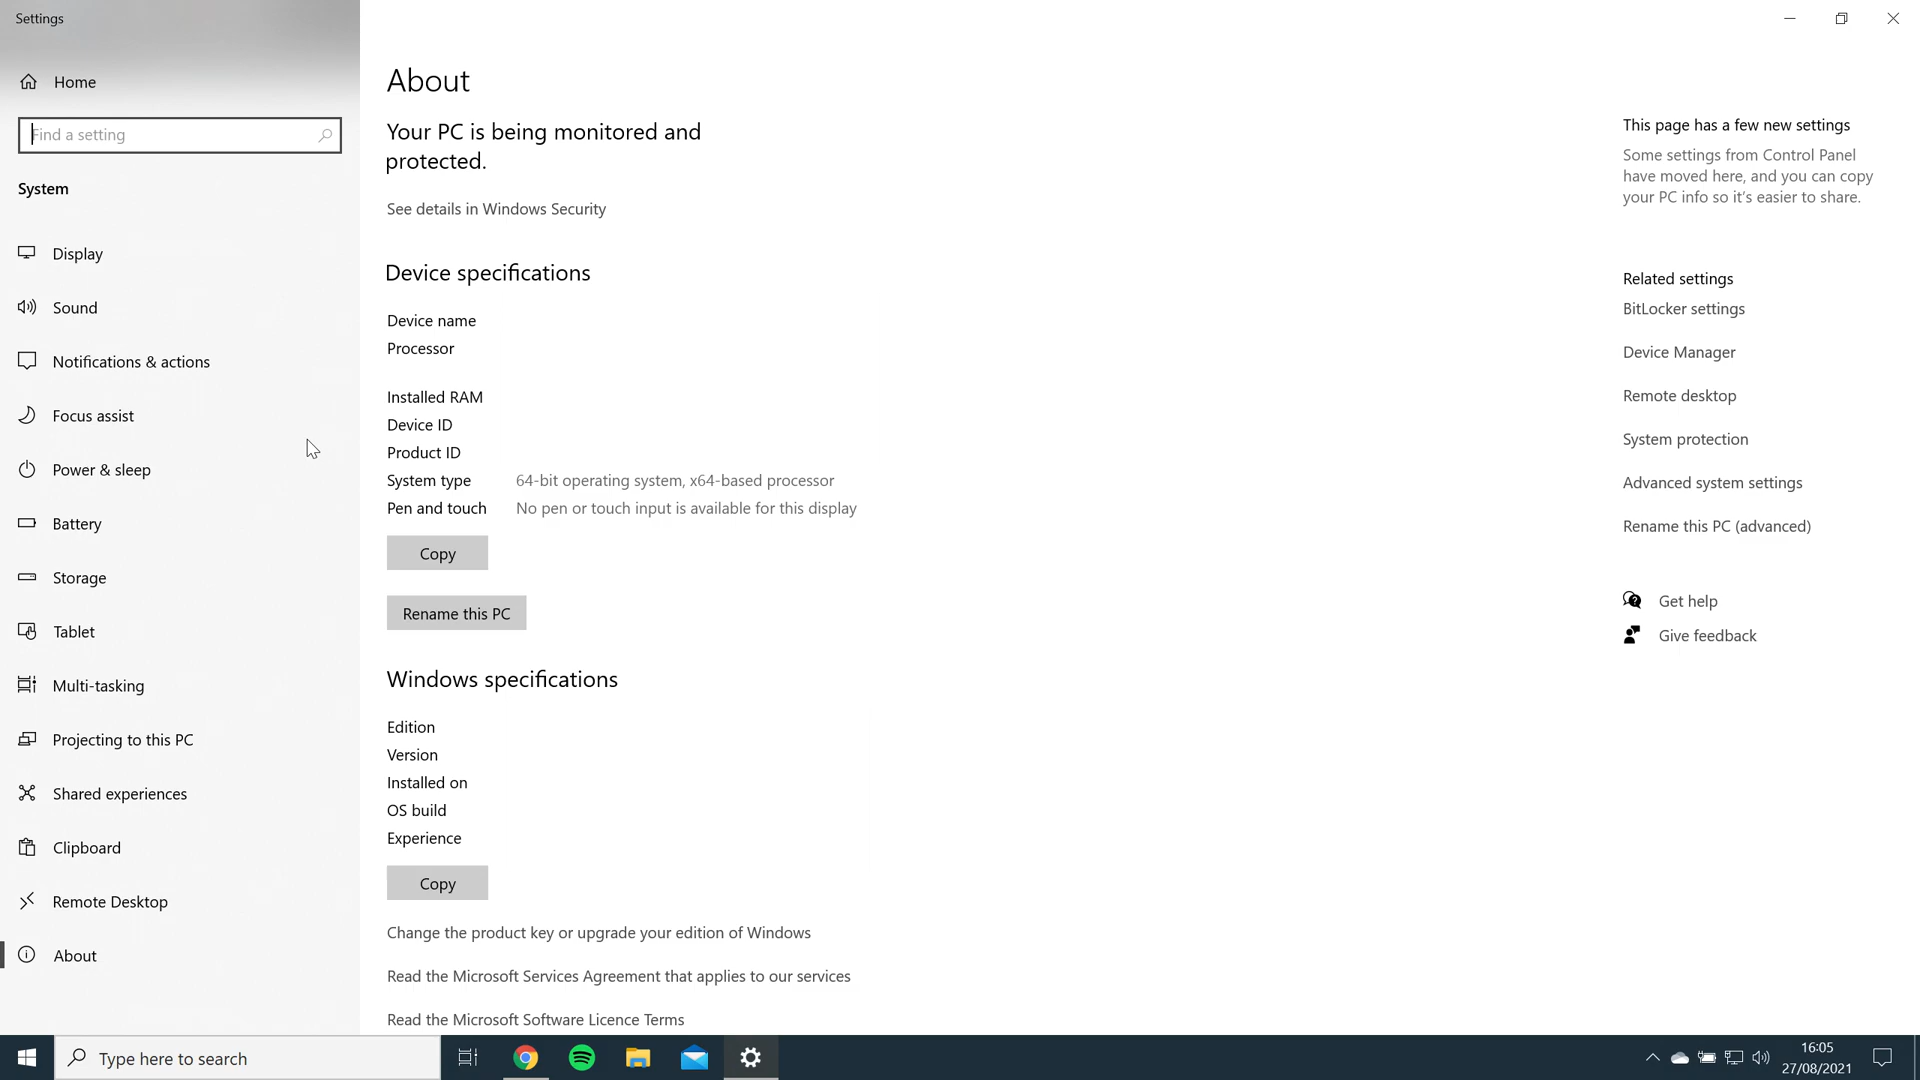 Settings
Home
Find a setting
System
Display
Sound
Notifications & actions
Focus assist
Power & sleep
Battery
Storage
Tablet
Multi-tasking
Projecting to this PC
Shared experiences
Clipboard
Remote Desktop
About
About
Your PC is being monitored and
protected.
See details in Windows Security
Device specifications
Device name
Processor
Installed RAM
Device ID
Product ID
System type 64-bit operating system, x64-based processor
Pen and touch No pen or touch input is available for this display
Copy
Rename this PC
Windows specifications
Edition
Version
Installed on
OS build
Experience
Copy
Change the product key or upgrade your edition of Windows
Read the Microsoft Services Agreement that applies to our services
Read the Microsoft Software Licence Terms
This page has a few new settings
Some settings from Control Panel
have moved here, and you can copy
your PC info so it's easier to share.
Related settings
BitLocker settings
Device Manager
Remote desktop
System protection
Advanced system settings
Rename this PC (advanced)
Get help
Give feedback
Type here to search
16:05
27/08/2021